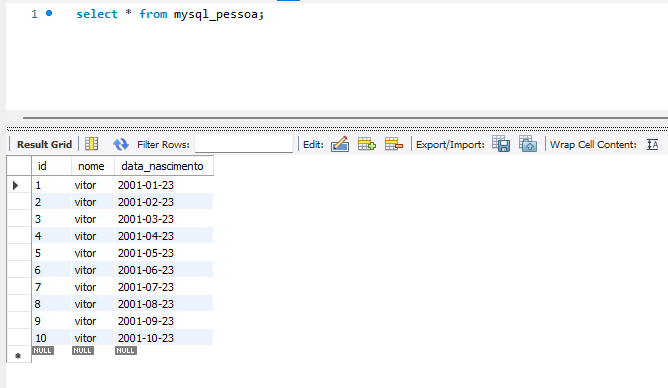 1 select * from mysql_pessoa;
Result Grid Filter Rows: Edit: Export/Import: Wrap Cell Content:
id nome data_nascimento
1 vitor 2001-01-23
2 vitor 2001-02-23
3 vitor 2001-03-23
4 vitor 2001-04-23
5 vitor 2001-05-23
6 vitor 2001-06-23
7 vitor 2001-07-23
8 vitor 2001-08-23
9 vitor 2001-09-23
10 vitor 2001-10-23
NULL NULL NULL